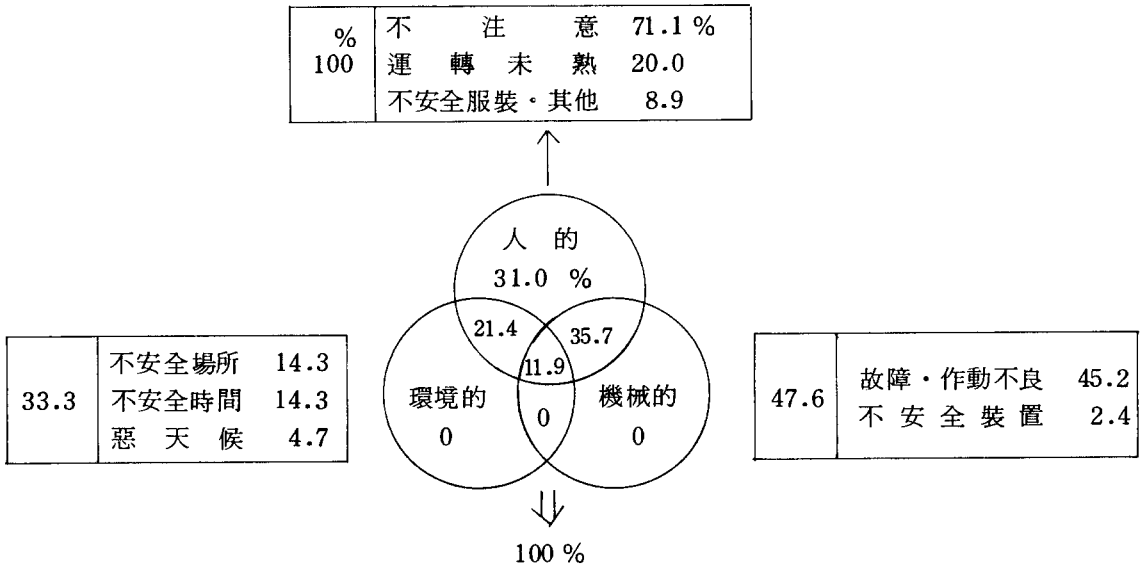 %
100
不注意 71.1 %
運轉未熟 20.0
不安全服裝·其他 8.9
人的
31.0 %
21.4
35.7
11.9
環境的
0
機械的
0
0
33.3
不安全場所 14.3
不安全時間 14.3
惡天候 4.7
47.6
故障·作動不良 45.2
不安全裝置 2.4
100 %